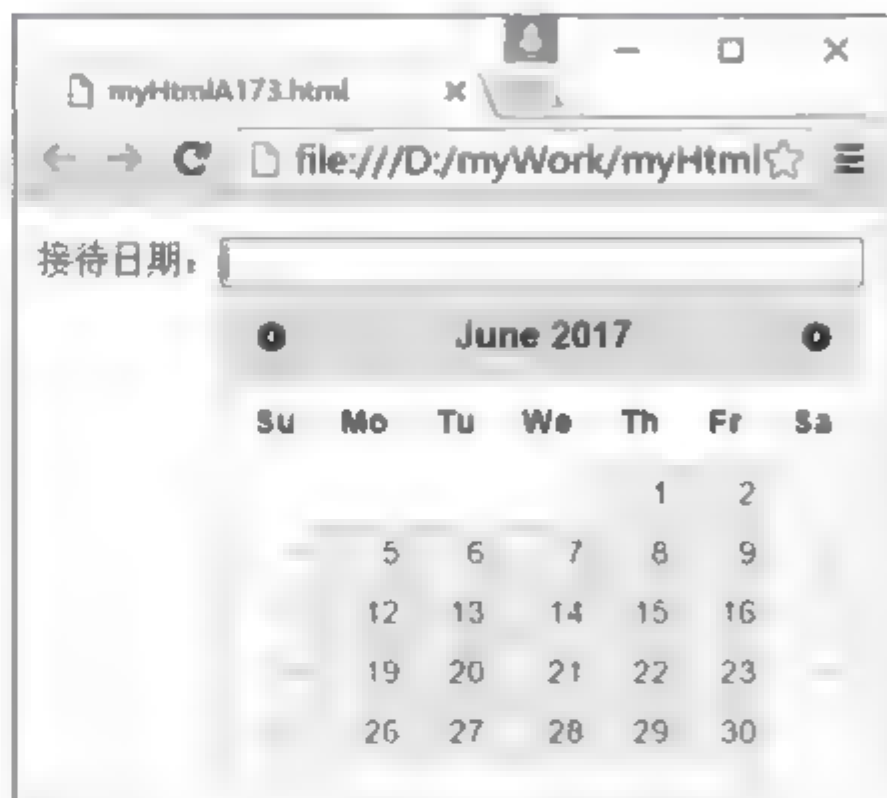 myHtmlA173.html
file:///D:/myWork/myHtml
接待日期:
June 2017
Su Mo Tu We Th Fr Sa
1 2
5 6 7 8 9
12 13 14 15 16
19 20 21 22 23
26 27 28 29 30